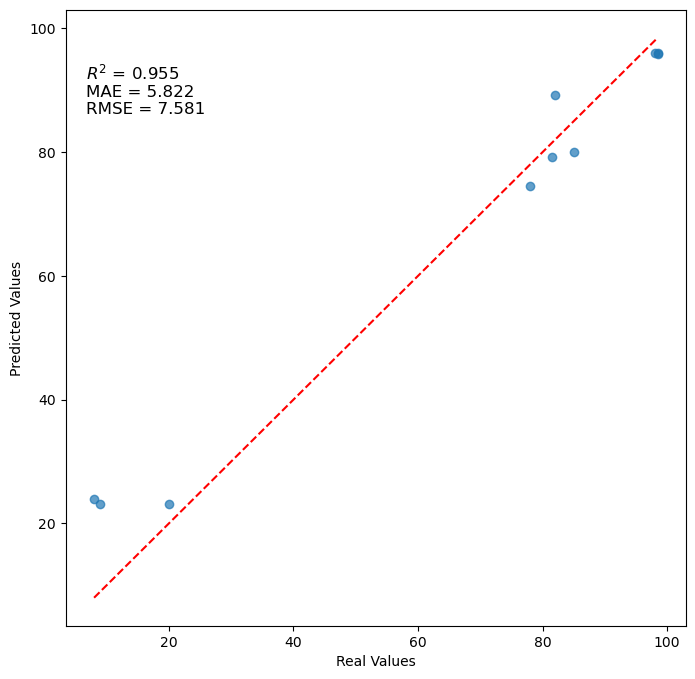 100
R² = 0.955
MAE = 5.822
RMSE = 7.581
80
60
40
20
Predicted Values
20 40 60 80 100
Real Values